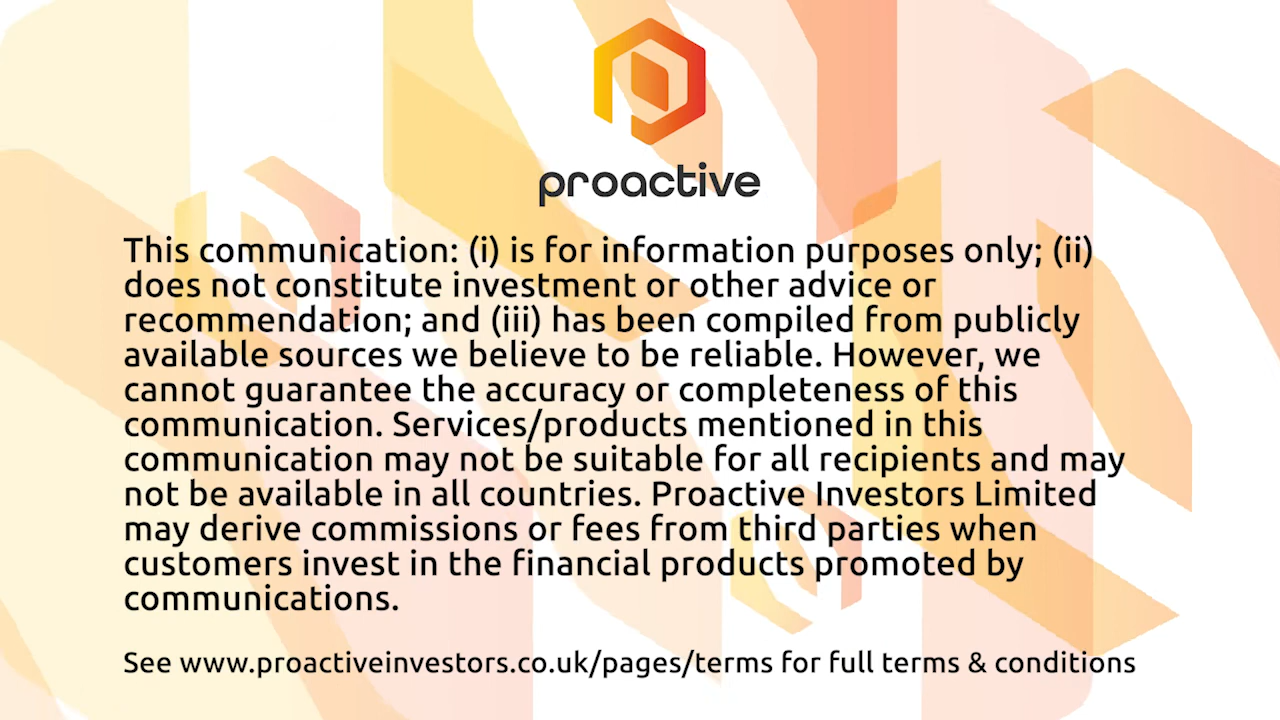 proactive
This communication: (i) is for information purposes only; (ii)
does not constitute investment or other advice or
recommendation; and (iii) has been compiled from publicly
available sources we believe to be reliable. However, we
cannot guarantee the accuracy or completeness of this
communication. Services/products mentioned in this
communication may not be suitable for all recipients and may
not be available in all countries. Proactive Investors Limited
may derive commissions or fees from third parties when
customers invest in the financial products promoted by
communications.
See www.proactiveinvestors.co.uk/pages/terms for full terms & conditions